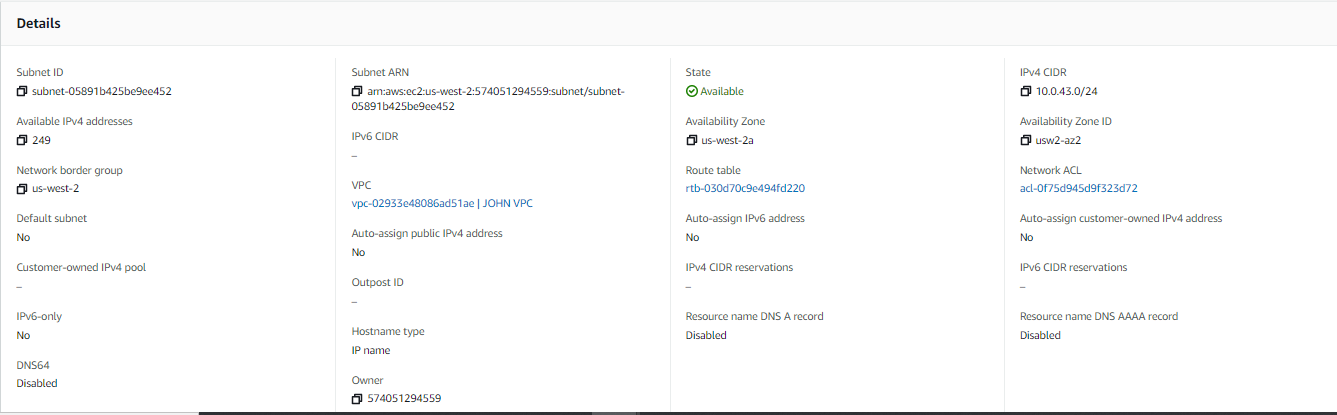 Details
Subnet ID
subnet-05891b425be9ee452
Available IPv4 addresses
249
Network border group
us-west-2
Default subnet
No
Customer-owned IPv4 pool
–
IPv6-only
No
DNS64
Disabled
Subnet ARN
arn:aws:ec2:us-west-2:574051294559:subnet/subnet-
05891b425be9ee452
IPv6 CIDR
–
VPC
vpc-02933e48086ad51ae | JOHN VPC
Auto-assign public IPv4 address
No
Outpost ID
–
Hostname type
IP name
Owner
574051294559
State
Available
Availability Zone
us-west-2a
Route table
rtb-030d70c9e494fd220
Auto-assign IPv6 address
No
IPv4 CIDR reservations
–
Resource name DNS A record
Disabled
IPv4 CIDR
10.0.43.0/24
Availability Zone ID
usw2-az2
Network ACL
acl-0f75d945d9f323d72
Auto-assign customer-owned IPv4 address
No
IPv6 CIDR reservations
–
Resource name DNS AAAA record
Disabled